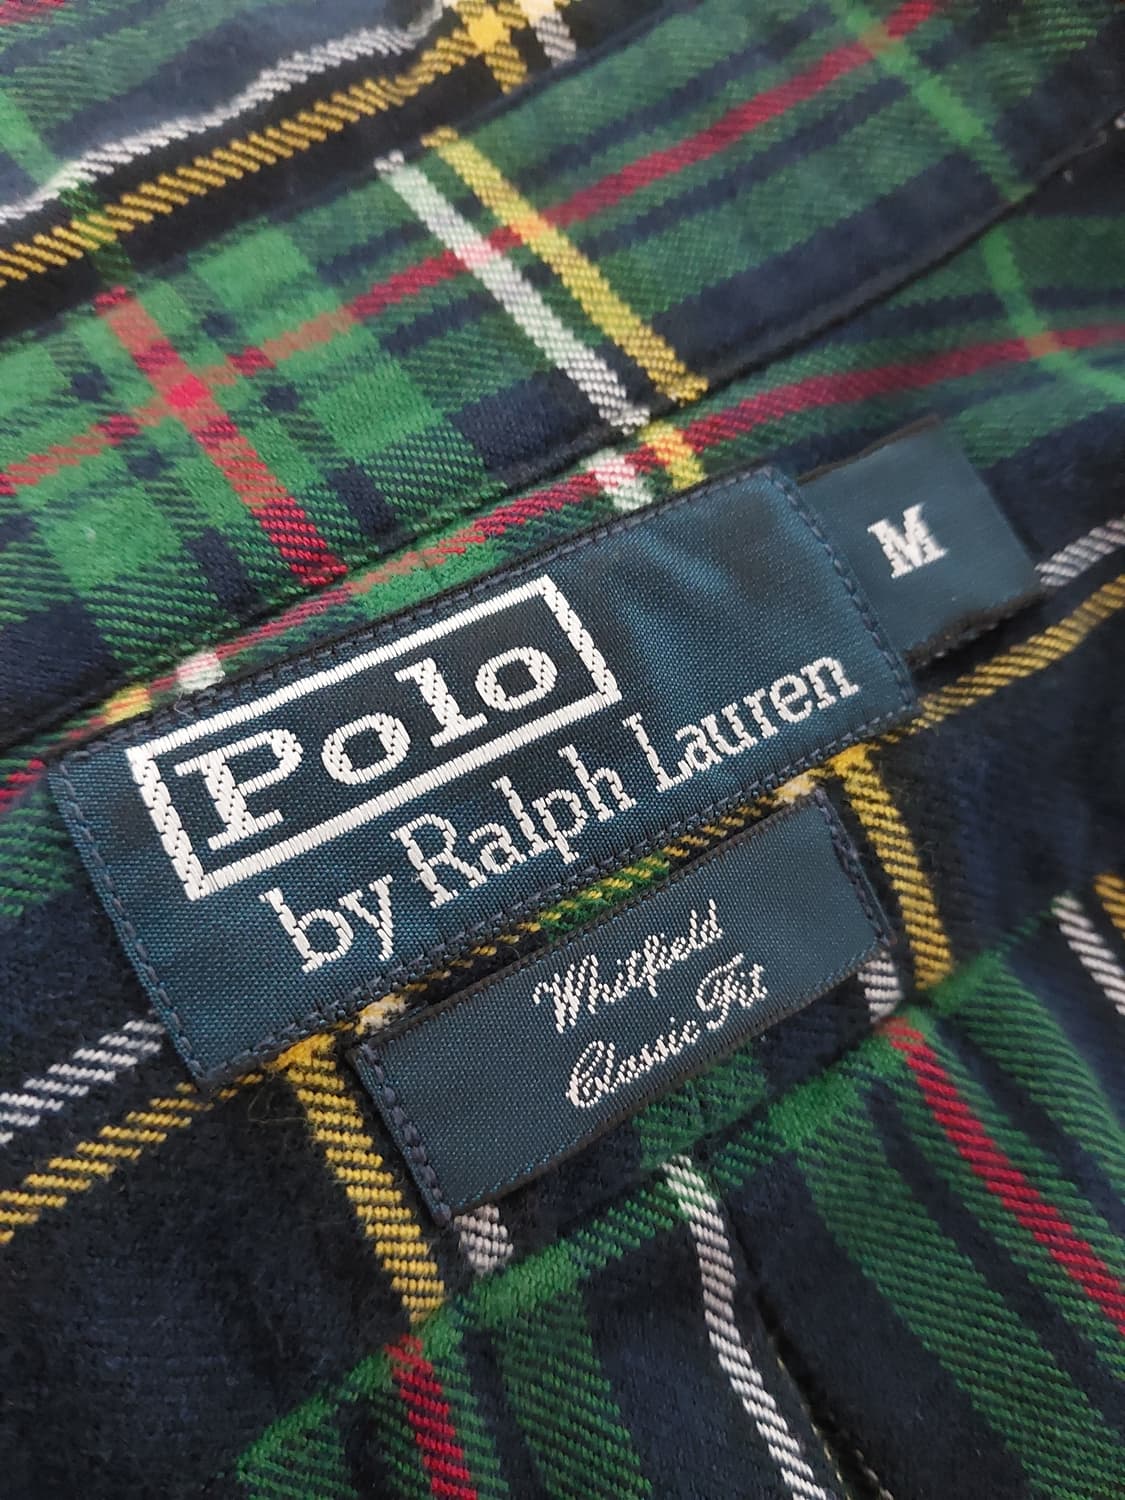 M
Polo
by Ralph Lauren
Whitfield
Classic Fit